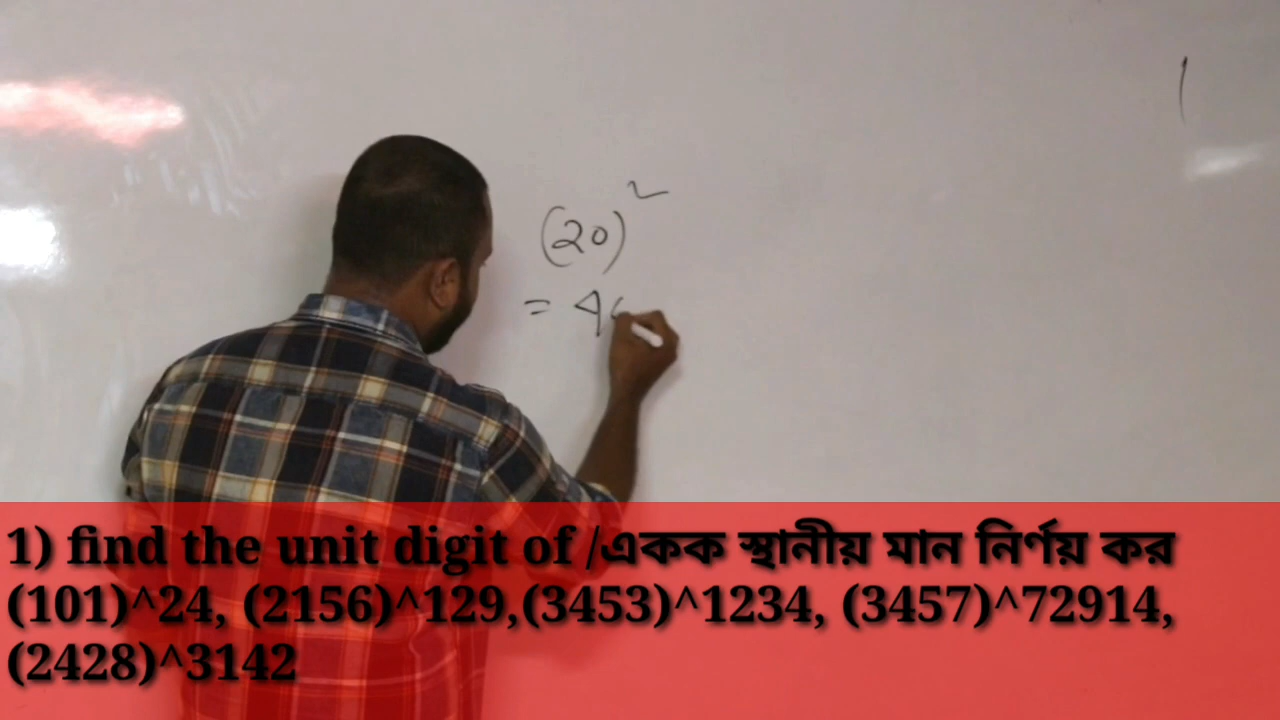 (20)²
= 4
1) find the unit digit of /একক স্থানীয় মান নির্ণয় কর
(101)^24, (2156)^129,(3453)^1234, (3457)^72914,
(2428)^3142